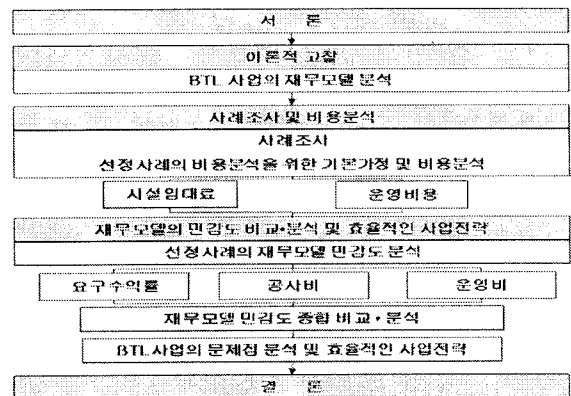 서 론
이론적 고찰
BTL 사업의 재무모델 분석
사례조사 및 비용분석
사례조사
선정사례의 비용분석을 위한 기본가정 및 비용분석
시설임대료 운영비용
재무모델의 민감도 비교•분석 및 효율적인 사업전략
선정사례의 재무모델 민감도 분석
요구수익률 공사비 운영비
재무모델 민감도 종합 비교•분석
BTL 사업의 문제점 분석 및 효율적인 사업전략
결 론